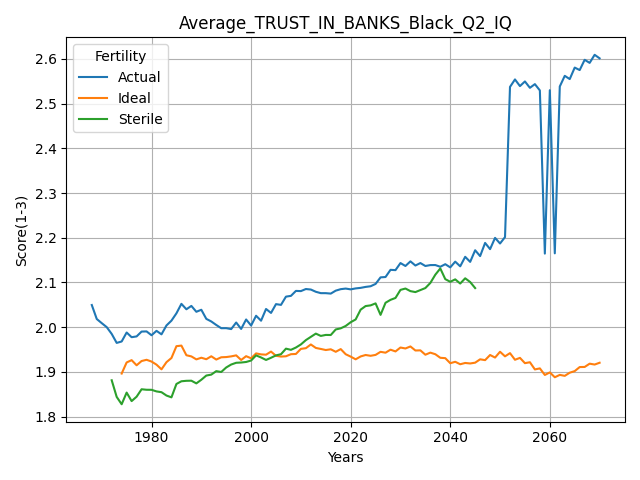 Average_TRUST_IN_BANKS_Black_Q2_IQ
Fertility
Actual
Ideal
Sterile
Score(1-3)
2.6
2.5
2.4
2.3
2.2
2.1
2.0
1.9
1.8
1980
2000
2020
2040
2060
Years